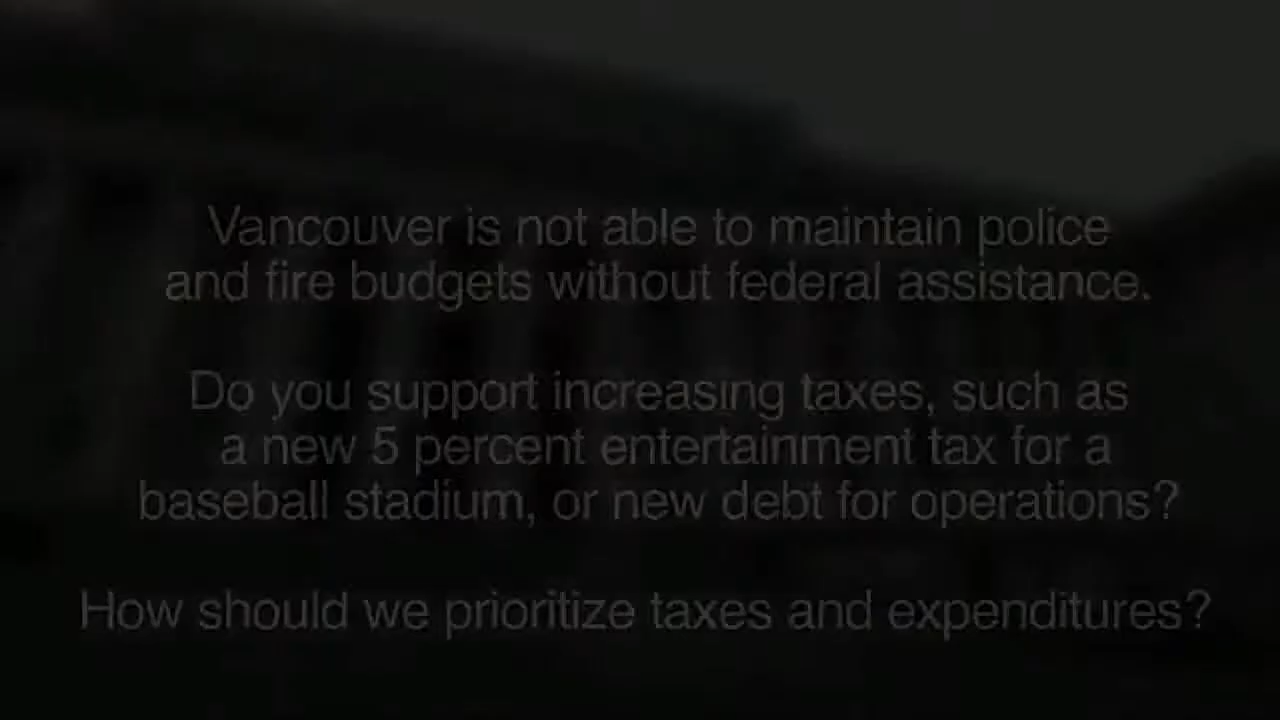 Vancouver is not able to maintain police
and fire budgets without federal assistance.
Do you support increasing taxes, such as
a new 5 percent entertainment tax for a
baseball stadium, or new debt for operations?
How should we prioritize taxes and expenditures?